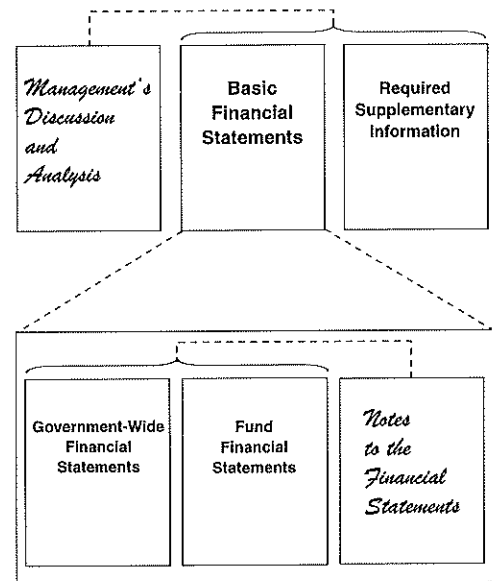 Management's
Discussion
and
Analysis
Basic
Financial
Statements
Required
Supplementary
Information
Government-Wide
Financial
Statements
Fund
Financial
Statements
Notes
to the
Financial
Statements